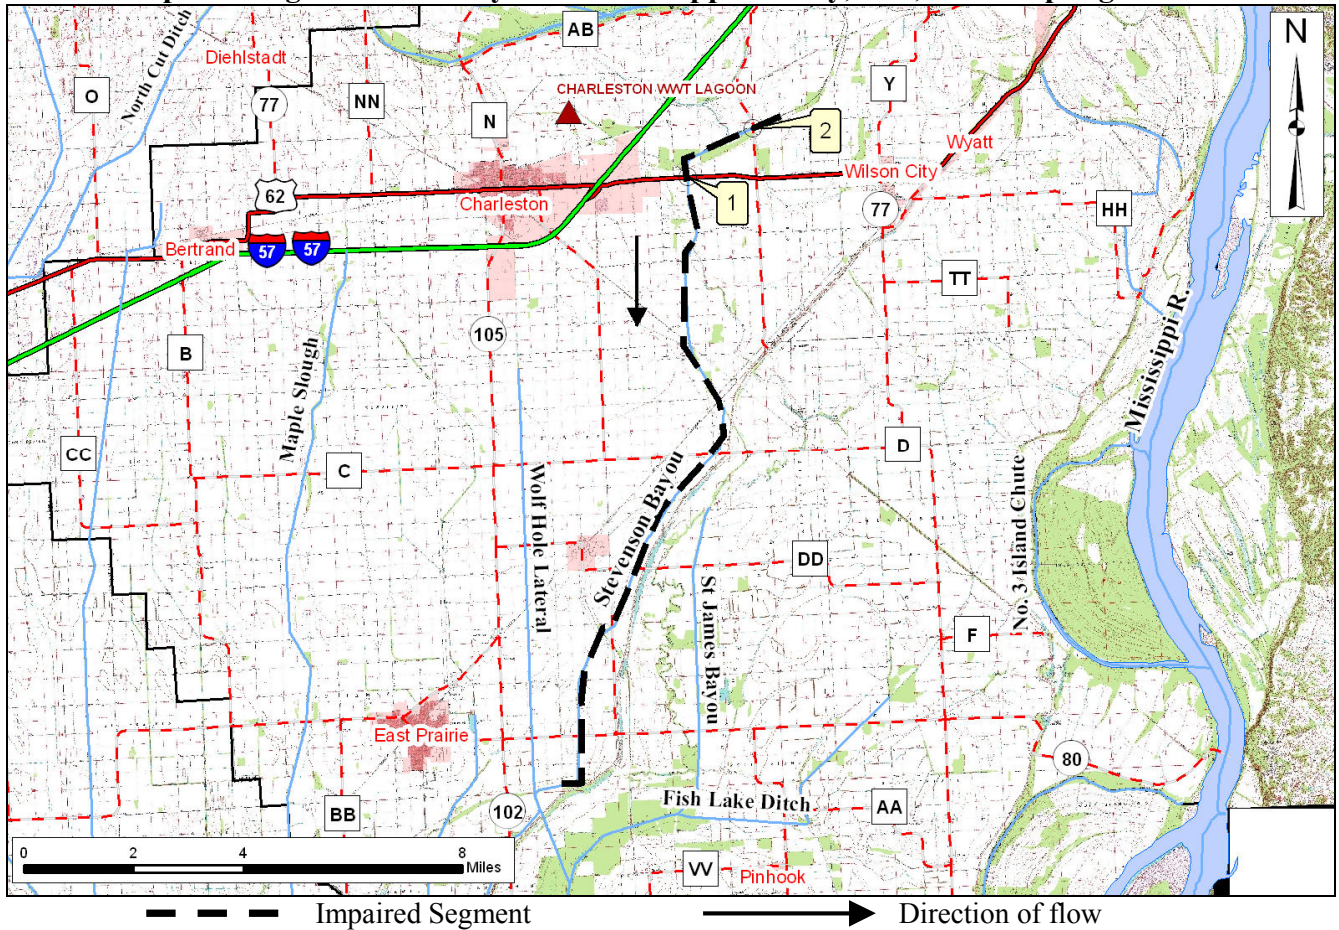 AB
Diehlstadt
North Cut Ditch
O
77
NN
N
CHARLESTON WWT LAGOON
Y
N
2
Wyatt
Wilson City
62
Charleston
1
77
HH
Bertrand
57
57
TT
105
B
Maple Slough
Mississippi R.
CC
C
D
Wolf Hole Lateral
Stevenson Bayou
No. 3 Island Chute
DD
St James Bayou
F
East Prairie
80
BB
102
Fish Lake Ditch
AA
0 2 4 8
Miles
VV
Pinhook
Impaired Segment
Direction of flow